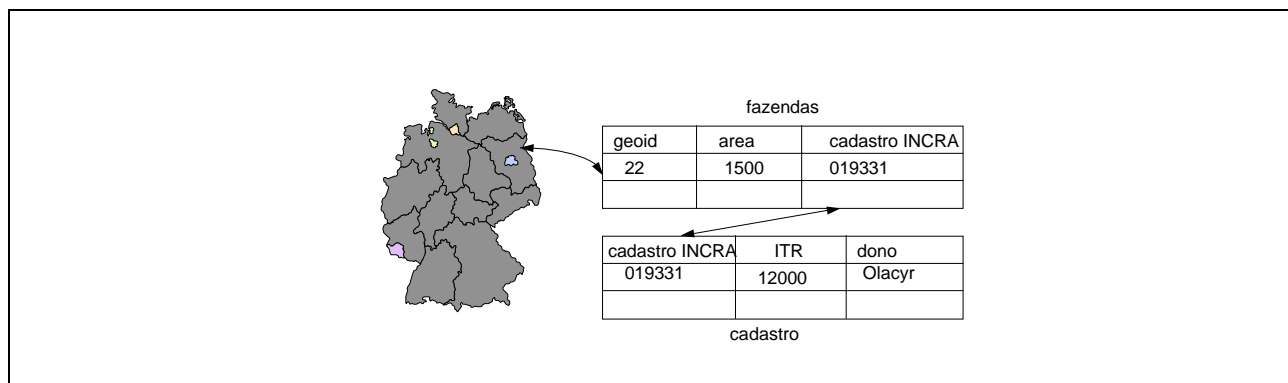 fazendas
geoid area cadastro INCRA
22 1500 019331
cadastro INCRA ITR dono
019331 12000 Olacyr
cadastro